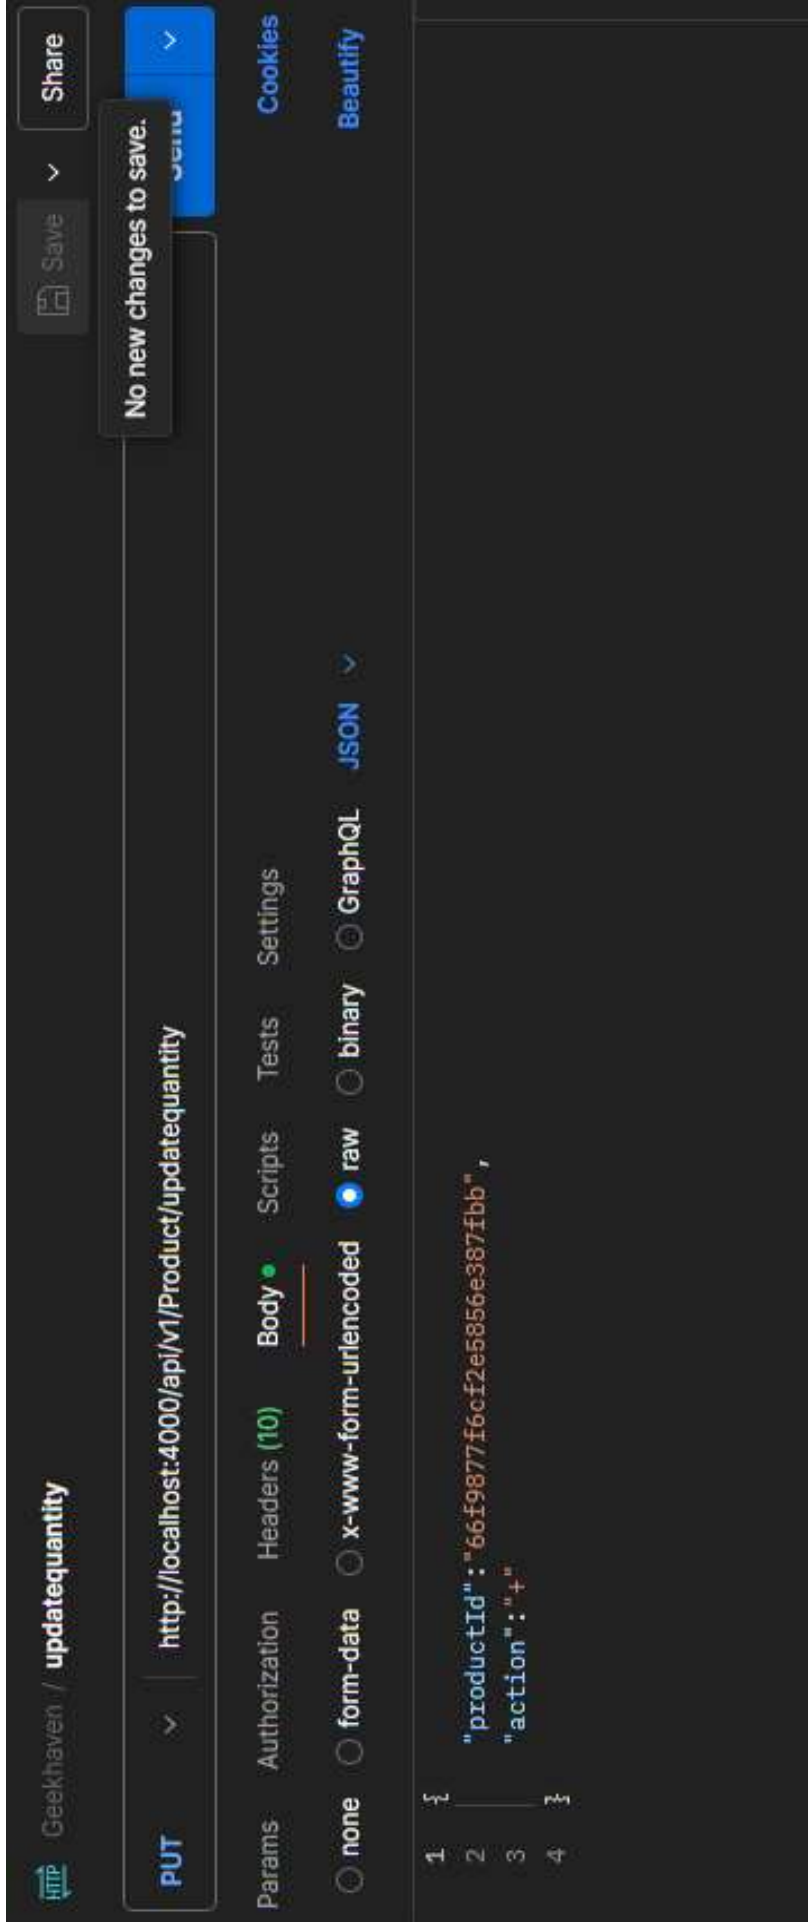 HTTP Geekhaven / updatequantity Save Share
No new changes to save.
PUT http://localhost:4000/api/v1/Product/updatequantity Send
Params Authorization Headers (10) Body Scripts Tests Settings Cookies
none form-data x-www-form-urlencoded raw binary GraphQL JSON Beautify
1 {
2 "productId":"66f9877f6cf2e5856e387fbb",
3 "action":"+"
4 }